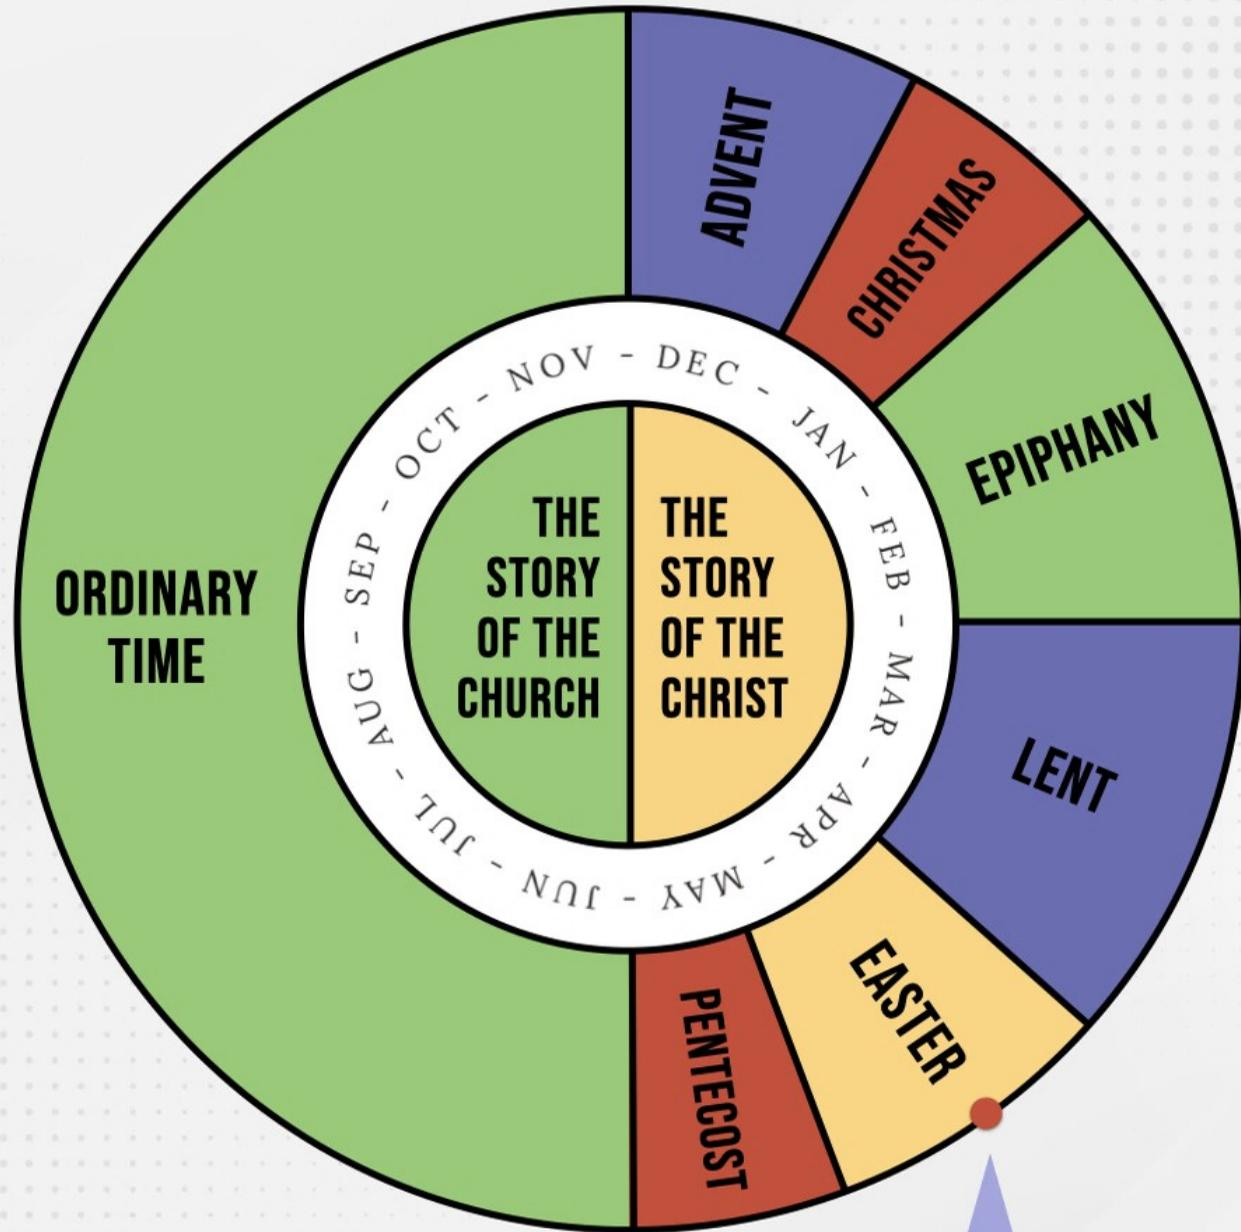 ADVENT
CHRISTMAS
EPIPHANY
LENT
EASTER
PENTECOST
ORDINARY
TIME
DEC - JAN - FEB - MAR - APR - MAY - JUN - JUL - AUG - SEP - OCT - NOV -
THE
STORY
OF THE
CHURCH
THE
STORY
OF THE
CHRIST